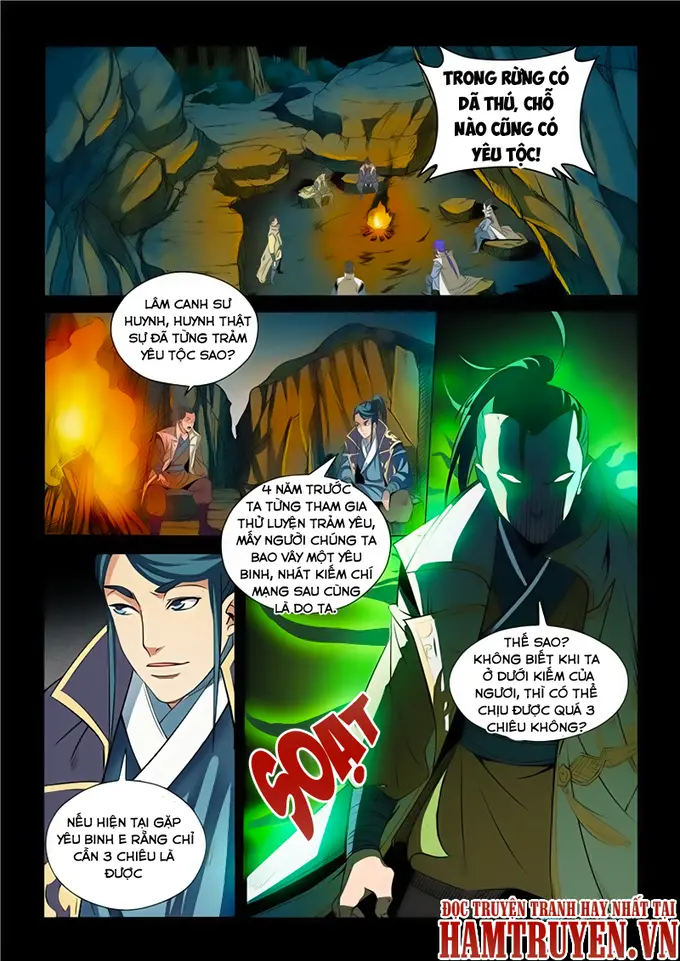 TRONG RỪNG CÓ
DÃ THÚ, CHỖ
NÀO CŨNG CÓ
YÊU TỘC!
LÂM CANH SƯ
HUYNH, HUYNH THẬT
SỰ ĐÃ TỪNG TRẢM
YÊU TỘC SAO?
4 NĂM TRƯỚC
TA TỪNG THAM GIA
THỬ LUYỆN TRẢM YÊU,
MẤY NGƯỜI CHÚNG TA
BAO VÂY MỘT YÊU
BINH, NHÁT KIẾM CHÍ
MẠNG SAU CÙNG
LÀ DO TA.
NẾU HIỆN TẠI GẶP
YÊU BINH E RẰNG CHỈ
CẦN 3 CHIÊU LÀ
ĐƯỢC
THẾ SAO?
KHÔNG BIẾT KHI TA
Ở DƯỚI KIẾM CỦA
NGƯƠI, THÌ CÓ THỂ
CHỊU ĐƯỢC QUÁ 3
CHIÊU KHÔNG?
SOẠT
ĐỌC TRUYỆN TRANH HAY NHẤT TẠI
HAMTRUYEN.VN